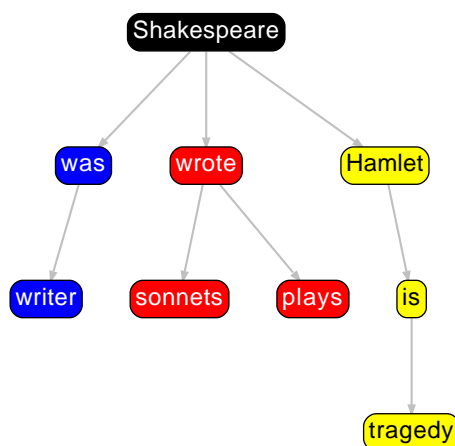 Shakespeare
was wrote Hamlet
writer sonnets plays is
tragedy